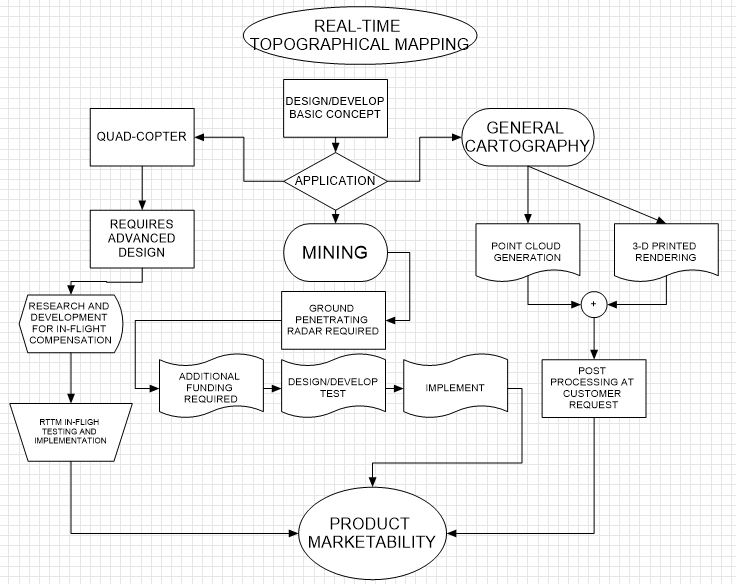 REAL-TIME
TOPOGRAPHICAL MAPPING
DESIGN/DEVELOP
BASIC CONCEPT
QUAD-COPTER
GENERAL
CARTOGRAPHY
APPLICATION
REQUIRES
ADVANCED
DESIGN
MINING
POINT CLOUD
GENERATION
3-D PRINTED
RENDERING
RESEARCH AND
DEVELOPMENT
FOR IN-FLIGHT
COMPENSATION
GROUND
PENETRATING
RADAR REQUIRED
+
ADDITIONAL
FUNDING
REQUIRED
DESIGN/DEVELOP
TEST
IMPLEMENT
POST
PROCESSING AT
CUSTOMER
REQUEST
RTTM IN-FLIGH
TESTING AND
IMPLEMENTATION
PRODUCT
MARKETABILITY